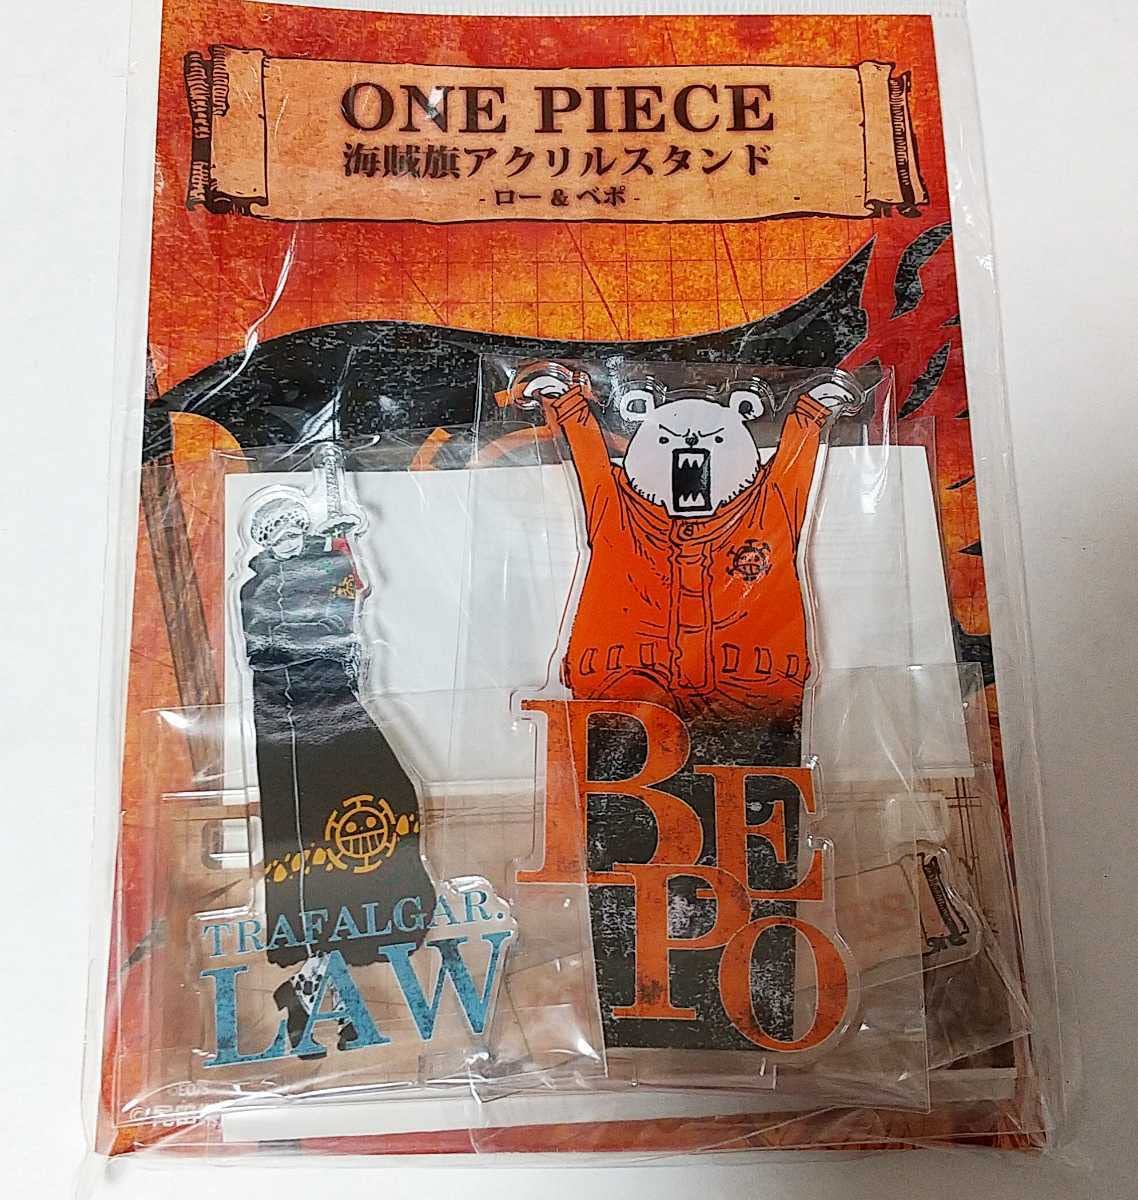 ONE PIECE
海賊旗アクリルスタンド
- ロー & ベポ -
TRAFALGAR.
LAW
BEPO